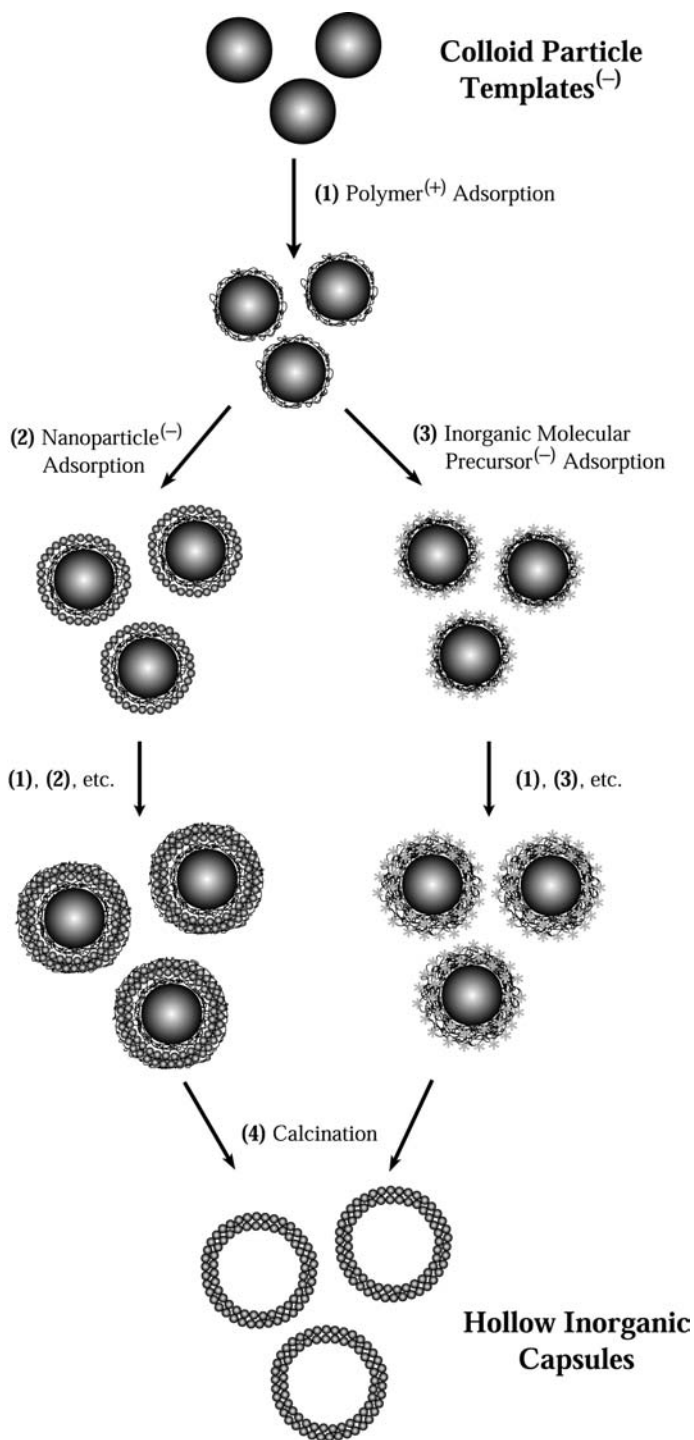 Colloid Particle
Templates(−)
(1) Polymer(+) Adsorption
(2) Nanoparticle(−)
Adsorption
(3) Inorganic Molecular
Precursor(−) Adsorption
(1), (2), etc.
(1), (3), etc.
(4) Calcination
Hollow Inorganic
Capsules